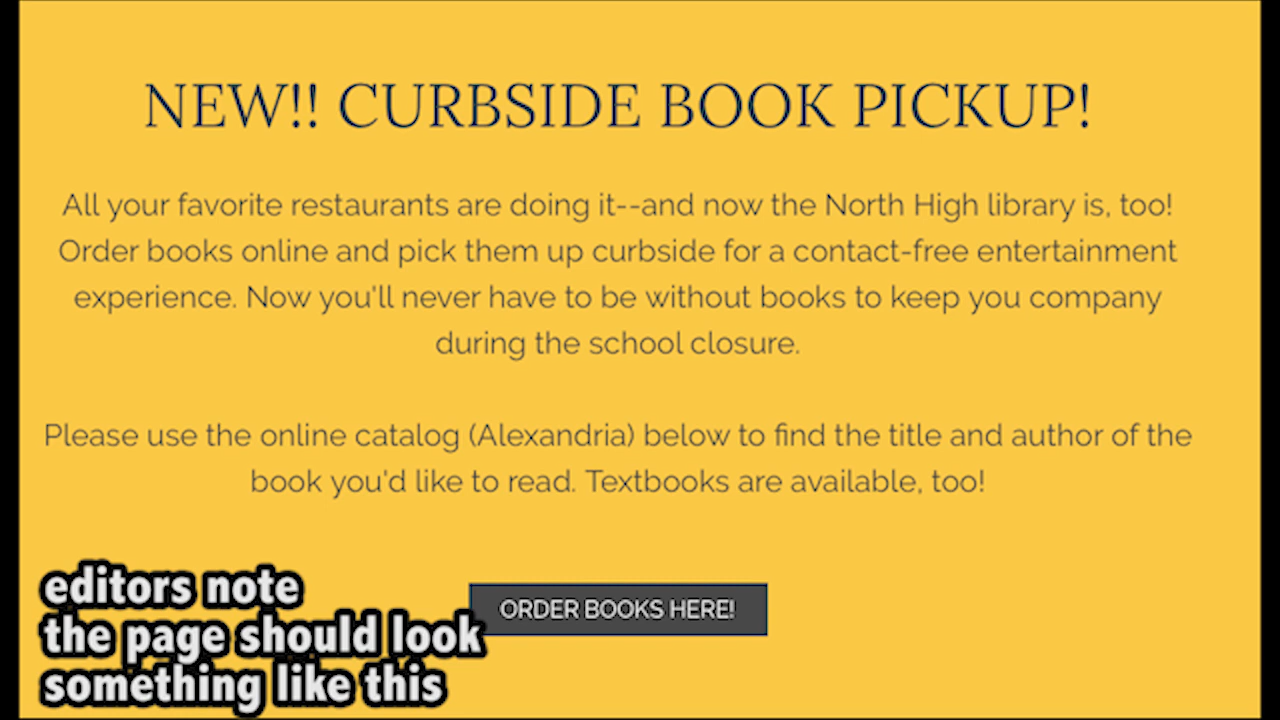 NEW!! CURBSIDE BOOK PICKUP!
All your favorite restaurants are doing it--and now the North High library is, too!
Order books online and pick them up curbside for a contact-free entertainment
experience. Now you'll never have to be without books to keep you company
during the school closure.
Please use the online catalog (Alexandria) below to find the title and author of the
book you'd like to read. Textbooks are available, too!
ORDER BOOKS HERE!
editors note
the page should look
something like this